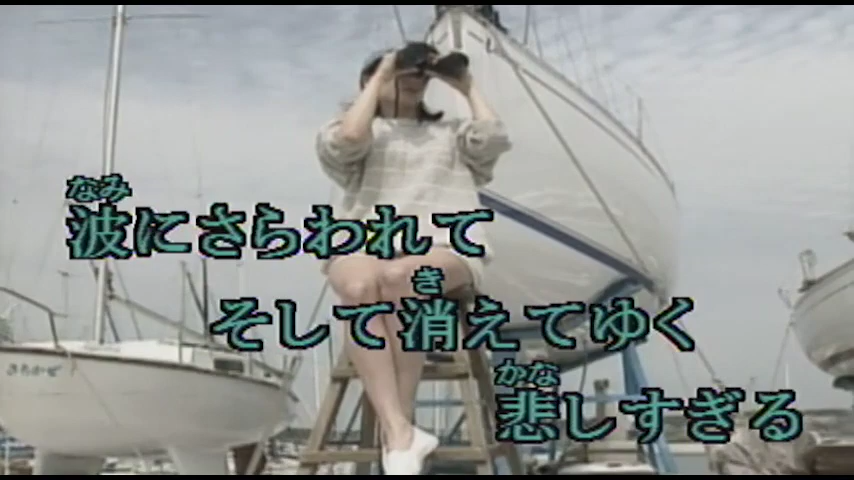 なみ
波にさらわれて
き
そして消えてゆく
かな
悲しすぎる